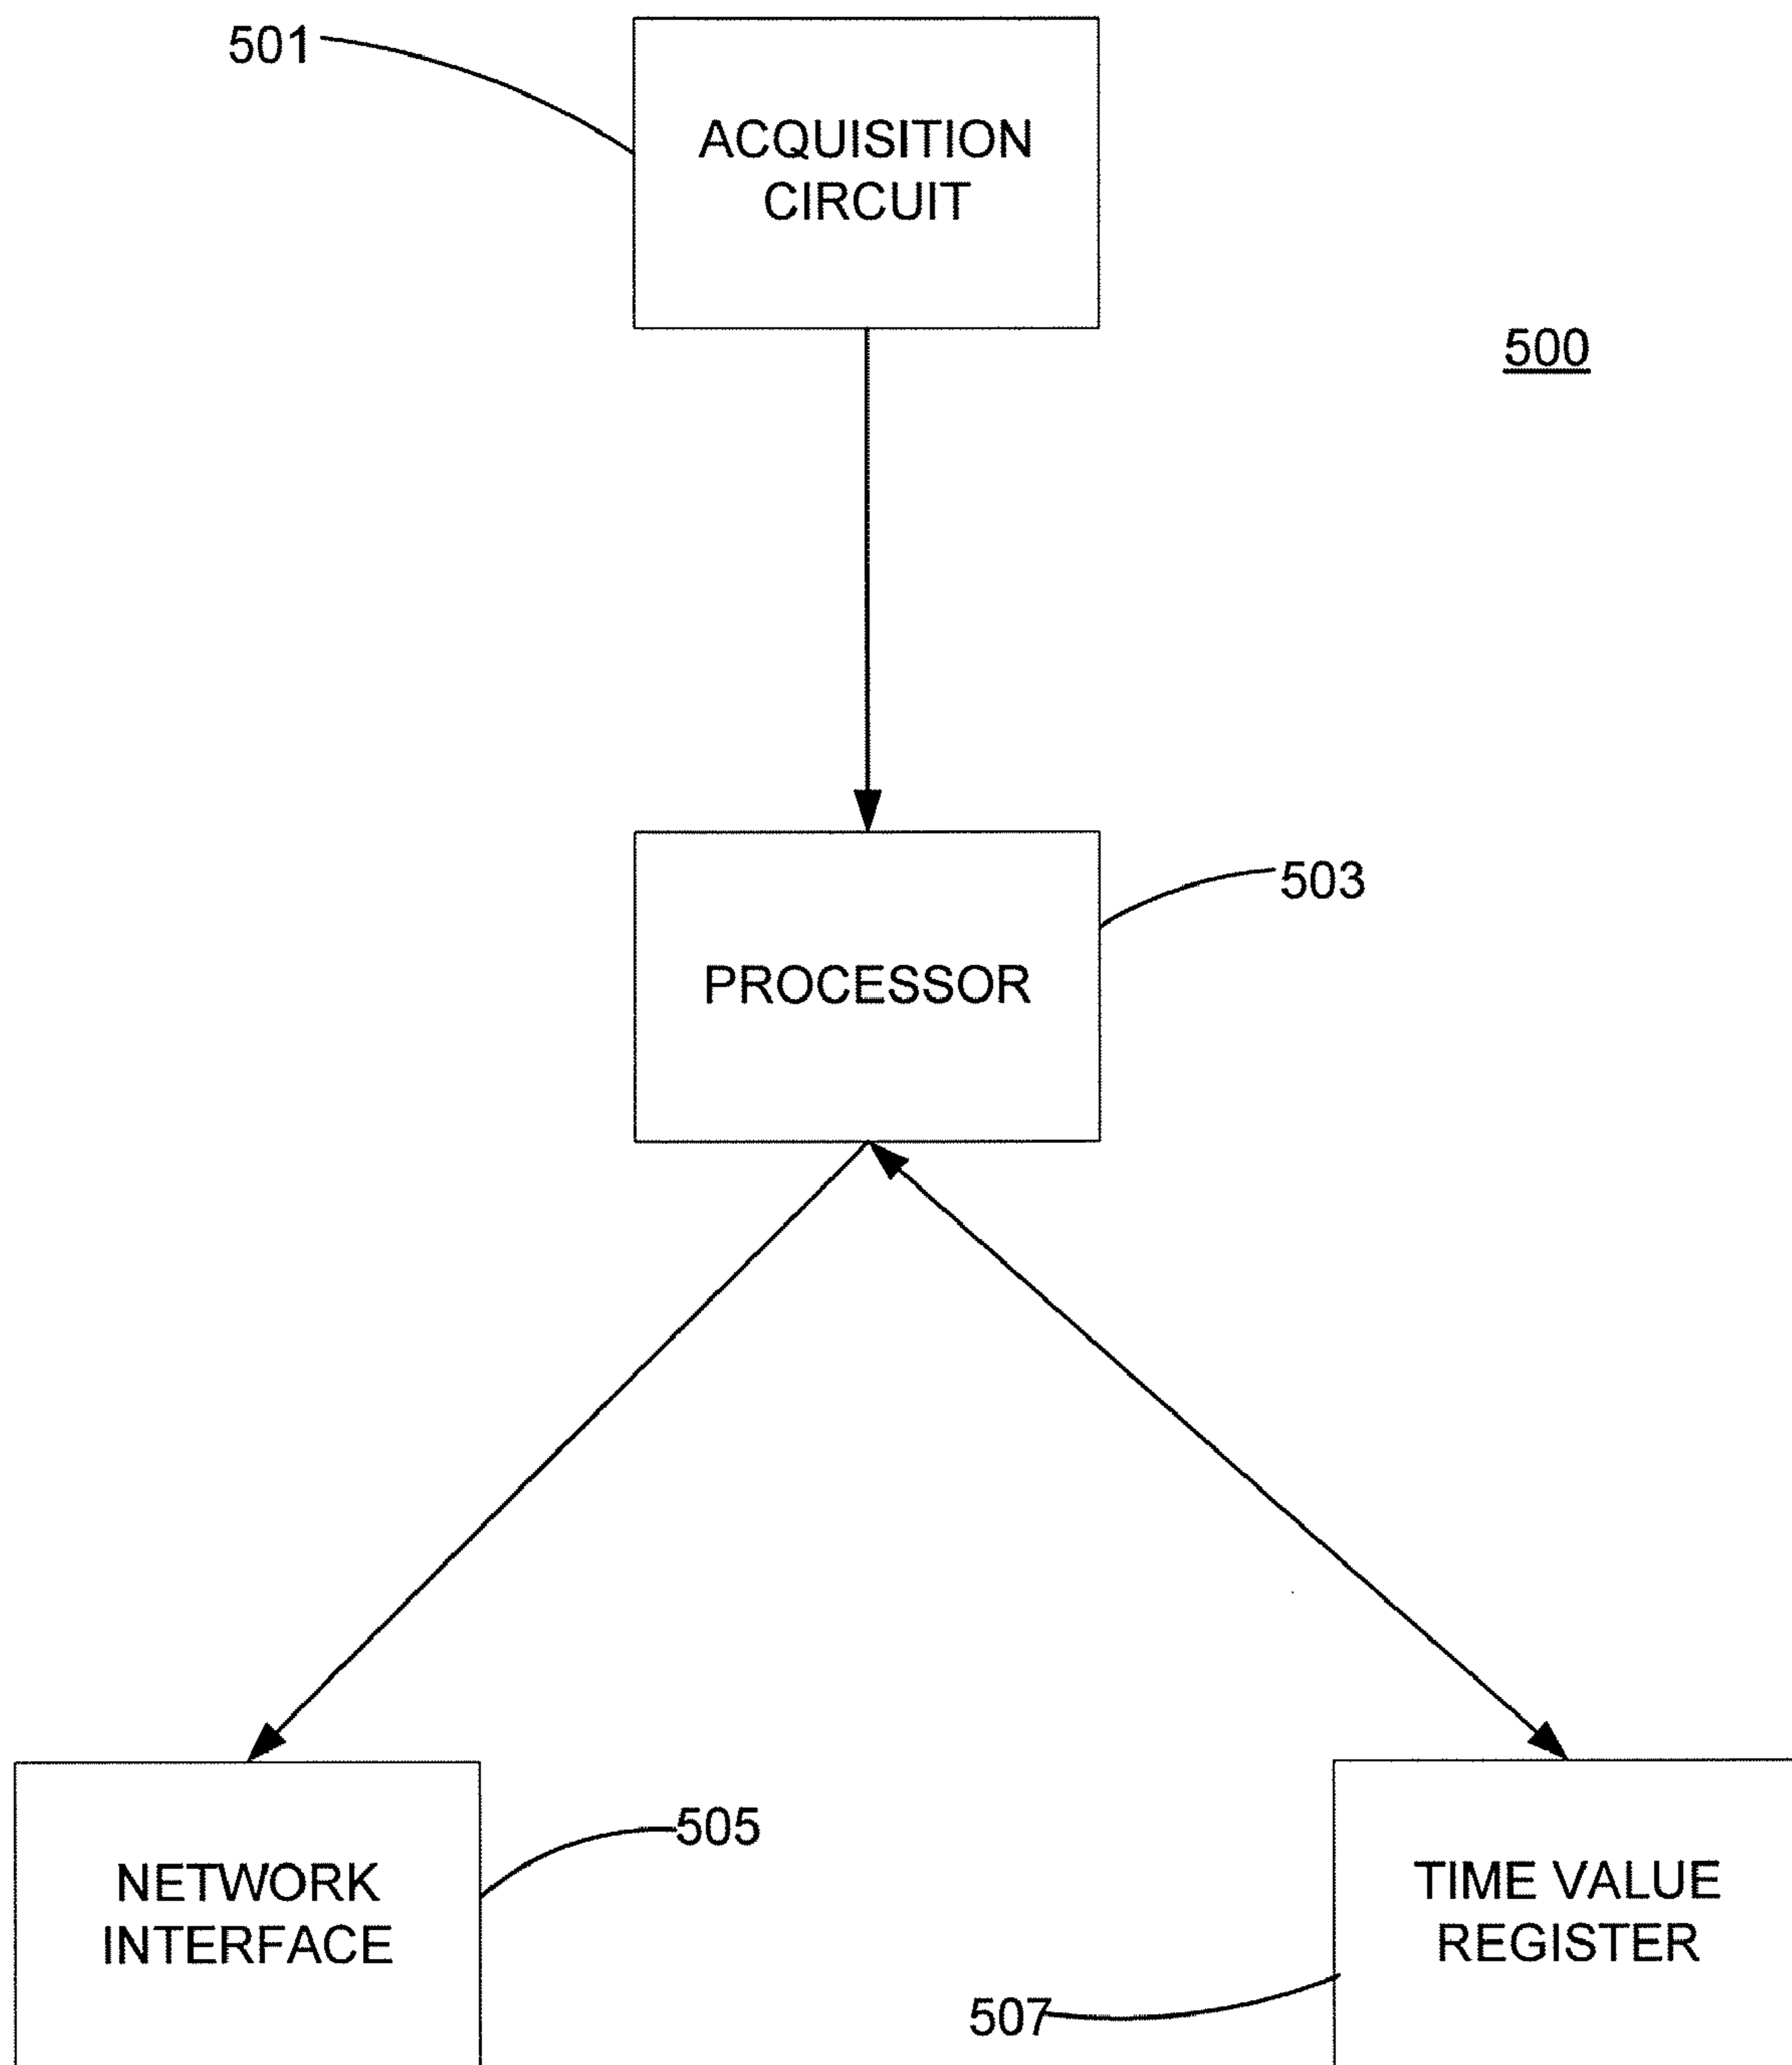 501
ACQUISITION
CIRCUIT
500
503
PROCESSOR
505
NETWORK
INTERFACE
TIME VALUE
REGISTER
507